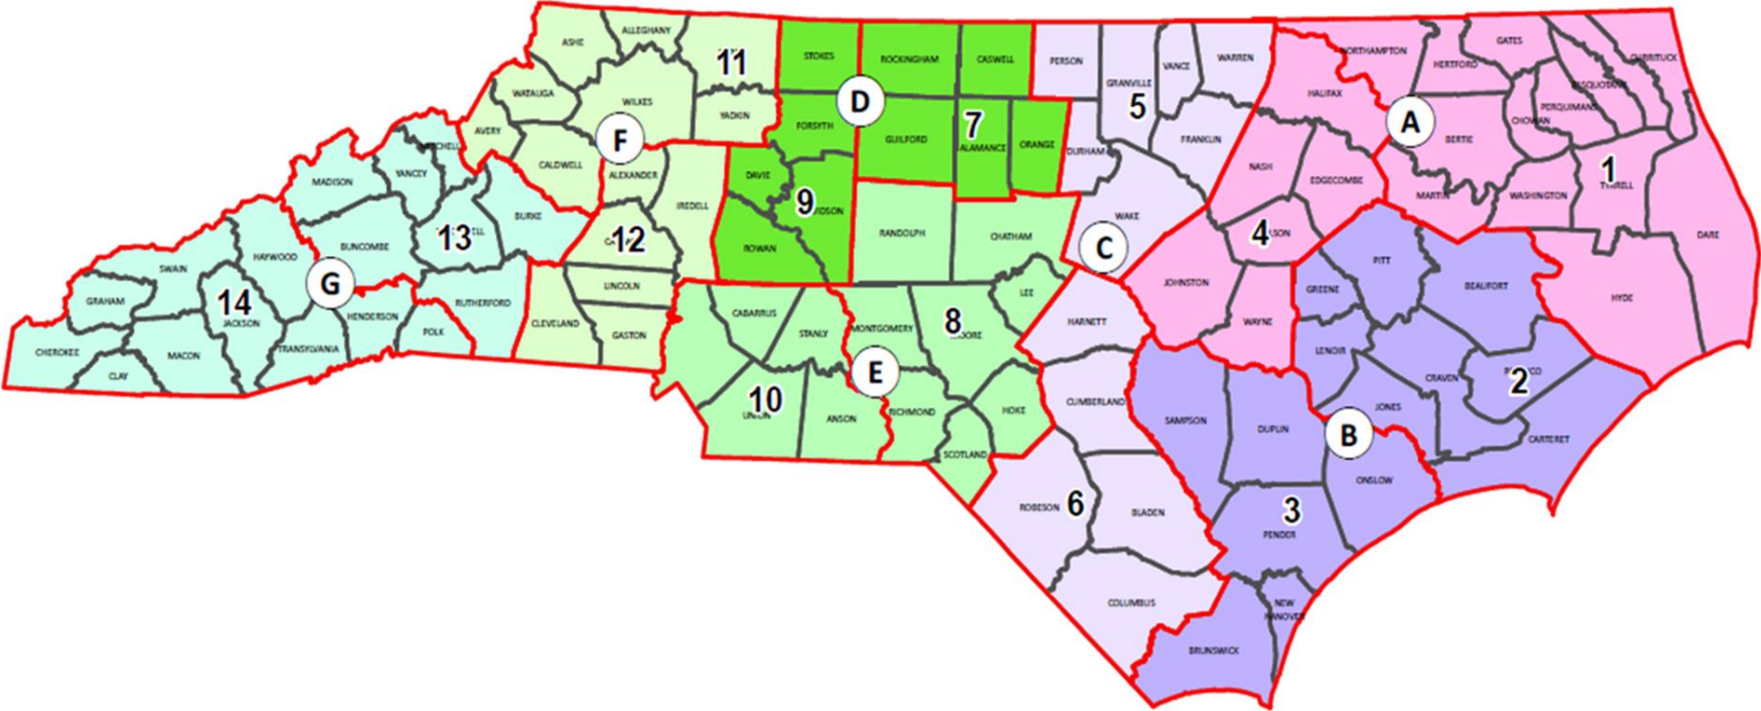 ALLEGHANY
ASHE
11
WATAUGA
WILKES
YADKIN
AVERY
F
CALDWELL
ALEXANDER
IREDELL
12
LINCOLN
CLEVELAND
GASTON
STOKES
ROCKINGHAM
CASWELL
D
FORSYTH
GUILFORD
7
ALAMANCE
ORANGE
DAVIE
9
ROWAN
PERSON
GRANVILLE
VANCE
WARREN
5
FRANKLIN
DURHAM
WAKE
C
NORTHAMPTON
GATES
HERTFORD
HALIFAX
A
PERQUIMANS
CHOWAN
BERTIE
NASH
EDGECOMBE
MARTIN
WASHINGTON
1
DARE
HYDE
4
JOHNSTON
WAYNE
MADISON
YANCEY
BURKE
13
BUNCOMBE
HAYWOOD
SWAIN
GRAHAM
14
JACKSON
G
HENDERSON
RUTHERFORD
POLK
TRANSYLVANIA
CHEROKEE
MACON
CLAY
RANDOLPH
CHATHAM
LEE
CABARRUS
STANLY
MONTGOMERY
8
E
10
ANSON
RICHMOND
HOKE
SCOTLAND
HARNETT
CUMBERLAND
ROBESON
6
BLADEN
COLUMBUS
PITT
GREENE
BEAUFORT
LENOIR
CRAVEN
2
JONES
CARTERET
B
SAMPSON
DUPLIN
ONSLOW
3
PENDER
NEW
HANOVER
BRUNSWICK